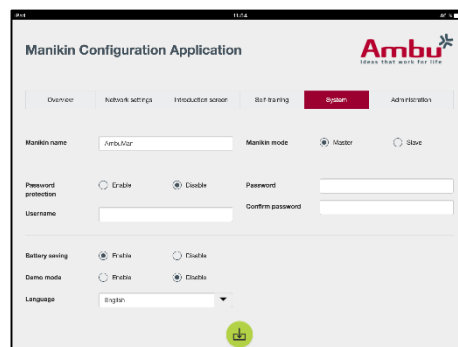 iPad 11:04
Manikin Configuration Application
Ambu
Ideas that work for life
Overview Network settings Introduction screen Self-training System Administration
Manikin name AmbuMan Manikin mode Master Slave
Password protection Enable Disable Password
Username Confirm password
Battery saving Enable Disable
Demo mode Enable Disable
Language English